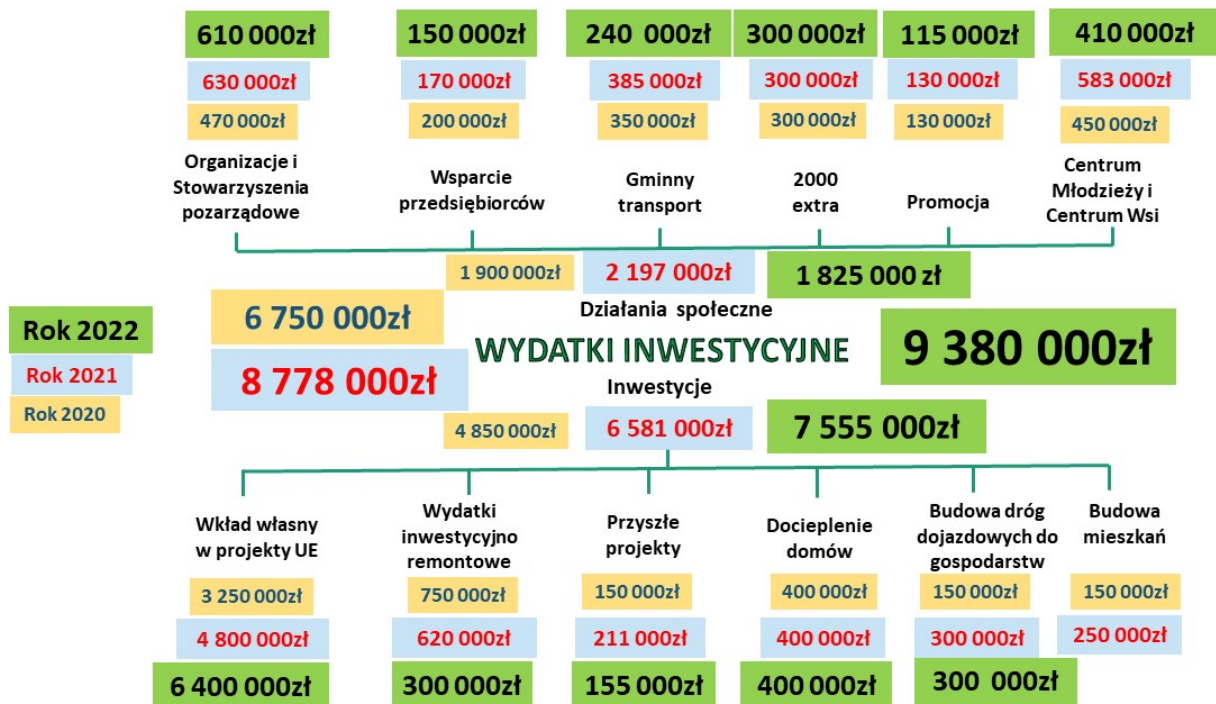 610 000zł 150 000zł 240 000zł 300 000zł 115 000zł 410 000zł
630 000zł 170 000zł 385 000zł 300 000zł 130 000zł 583 000zł
470 000zł 200 000zł 350 000zł 300 000zł 130 000zł 450 000zł
Organizacje i
Stowarzyszenia
pozarządowe
Wsparcie
przedsiębiorców
Gminny
transport
2000
extra
Promocja
Centrum
Młodzieży i
Centrum Wsi
1 900 000zł 2 197 000zł 1 825 000 zł
Działania społeczne
6 750 000zł
8 778 000zł
WYDATKI INWESTYCYJNE
9 380 000zł
Rok 2022
Rok 2021
Rok 2020
Inwestycje
4 850 000zł 6 581 000zł 7 555 000zł
Wkład własny
w projekty UE
Wydatki
inwestycyjno
remontowe
Przyszłe
projekty
Docieplenie
domów
Budowa dróg
dojazdowych do
gospodarstw
Budowa
mieszkań
3 250 000zł 750 000zł 150 000zł 400 000zł 150 000zł 150 000zł
4 800 000zł 620 000zł 211 000zł 400 000zł 300 000zł 250 000zł
6 400 000zł 300 000zł 155 000zł 400 000zł 300 000zł